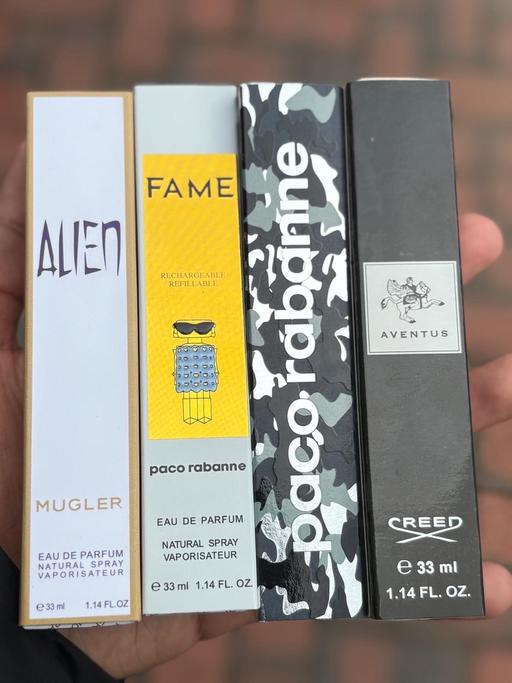 ALIEN
MUGLER
EAU DE PARFUM
NATURAL SPRAY
VAPORISATEUR
e 33 ml 1.14 FL.OZ
FAME
RECHARGEABLE
REFILLABLE
paco rabanne
EAU DE PARFUM
NATURAL SPRAY
VAPORISATEUR
e 33 ml 1.14 FL. OZ.
paco rabanne
AVENTUS
CREED
e 33 ml
1.14 FL. OZ.